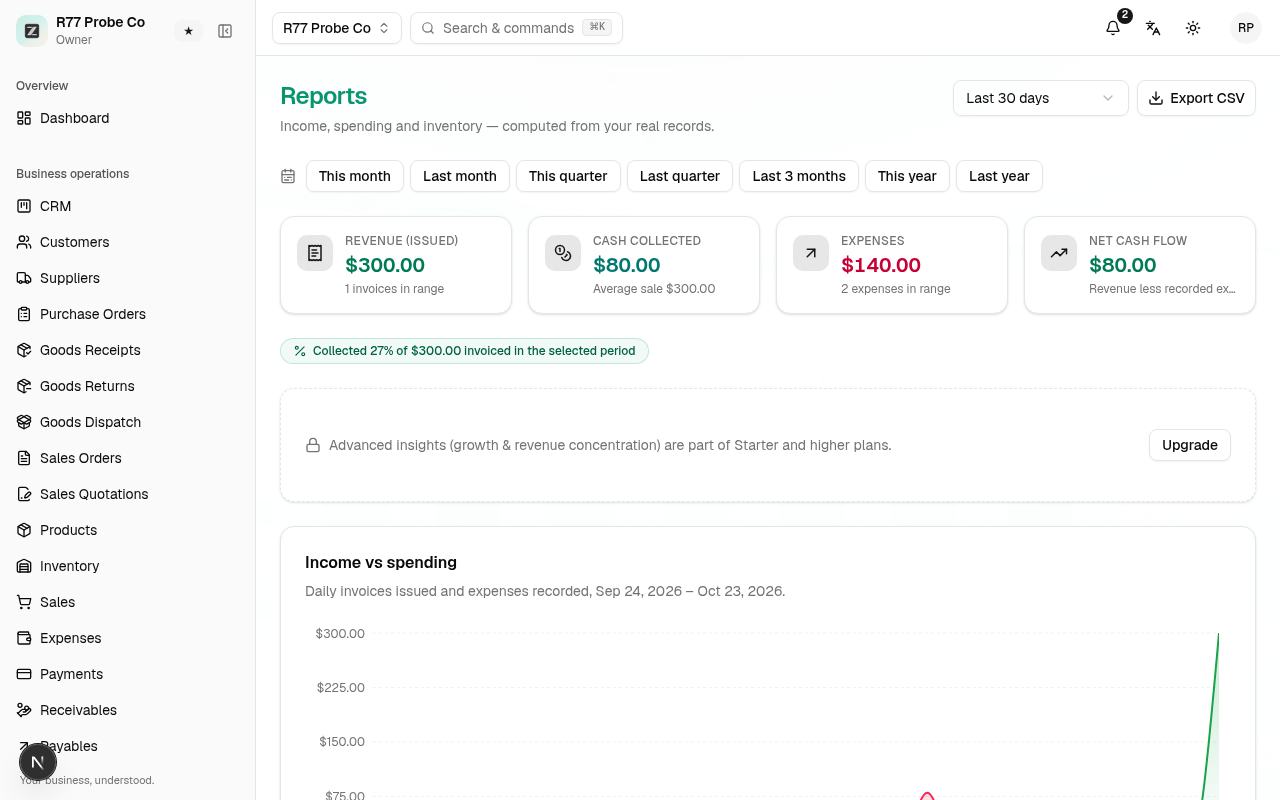 R77 Probe Co
Owner
Overview
Dashboard
Business operations
CRM
Customers
Suppliers
Purchase Orders
Goods Receipts
Goods Returns
Goods Dispatch
Sales Orders
Sales Quotations
Products
Inventory
Sales
Expenses
Payments
Receivables
Payables
Your business, understood.
R77 Probe Co
Search & commands ⌘K
2
RP
Reports
Income, spending and inventory — computed from your real records.
Last 30 days
Export CSV
This month
Last month
This quarter
Last quarter
Last 3 months
This year
Last year
REVENUE (ISSUED)
$300.00
1 invoices in range
CASH COLLECTED
$80.00
Average sale $300.00
EXPENSES
$140.00
2 expenses in range
NET CASH FLOW
$80.00
Revenue less recorded ex…
Collected 27% of $300.00 invoiced in the selected period
Advanced insights (growth & revenue concentration) are part of Starter and higher plans.
Upgrade
Income vs spending
Daily invoices issued and expenses recorded, Sep 24, 2026 – Oct 23, 2026.
$300.00
$225.00
$150.00
$75.00
N